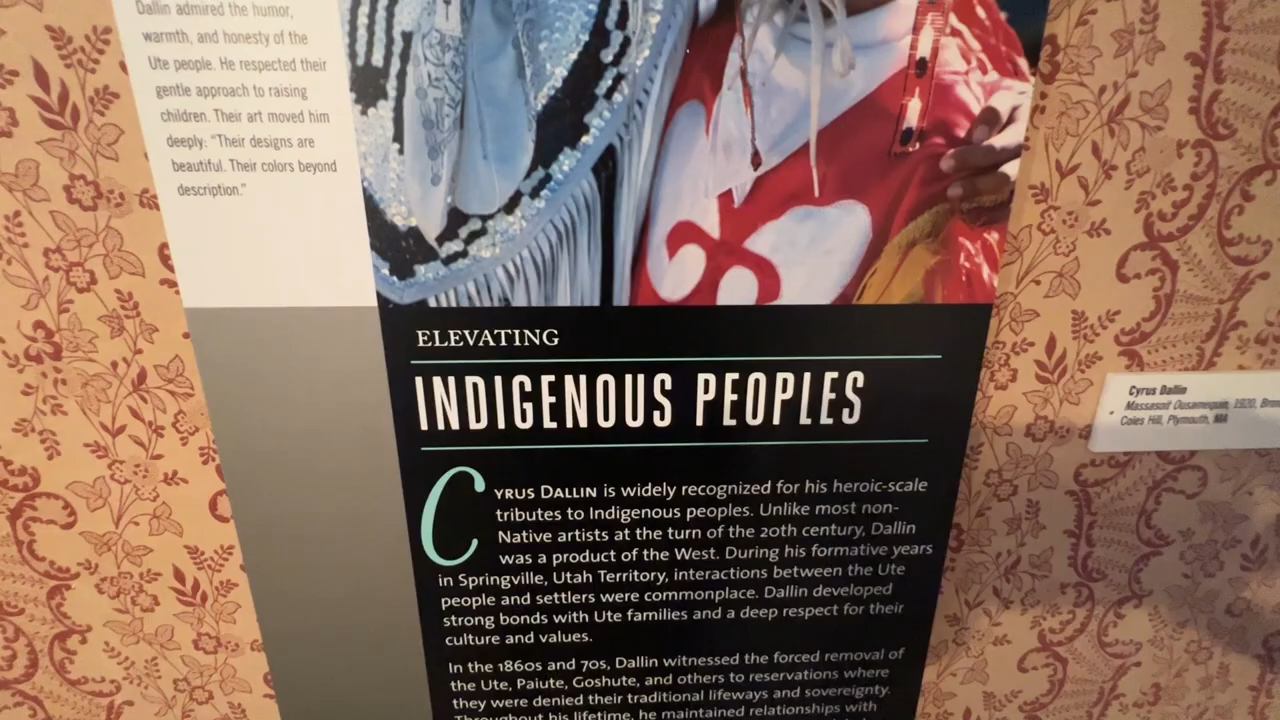 Dallin admired the humor,
warmth, and honesty of the
Ute people. He respected their
gentle approach to raising
children. Their art moved him
deeply: “Their designs are
beautiful. Their colors beyond
description.”
ELEVATING
INDIGENOUS PEOPLES
CYRUS DALLIN is widely recognized for his heroic-scale
tributes to Indigenous peoples. Unlike most non-
Native artists at the turn of the 20th century, Dallin
was a product of the West. During his formative years
in Springville, Utah Territory, interactions between the Ute
people and settlers were commonplace. Dallin developed
strong bonds with Ute families and a deep respect for their
culture and values.
In the 1860s and 70s, Dallin witnessed the forced removal of
the Ute, Paiute, Goshute, and others to reservations where
they were denied their traditional lifeways and sovereignty.
Throughout his lifetime, he maintained relationships with
Cyrus Dallin
Massasoit Ousamequin, 1920,
Coles Hill, Plymouth, MA